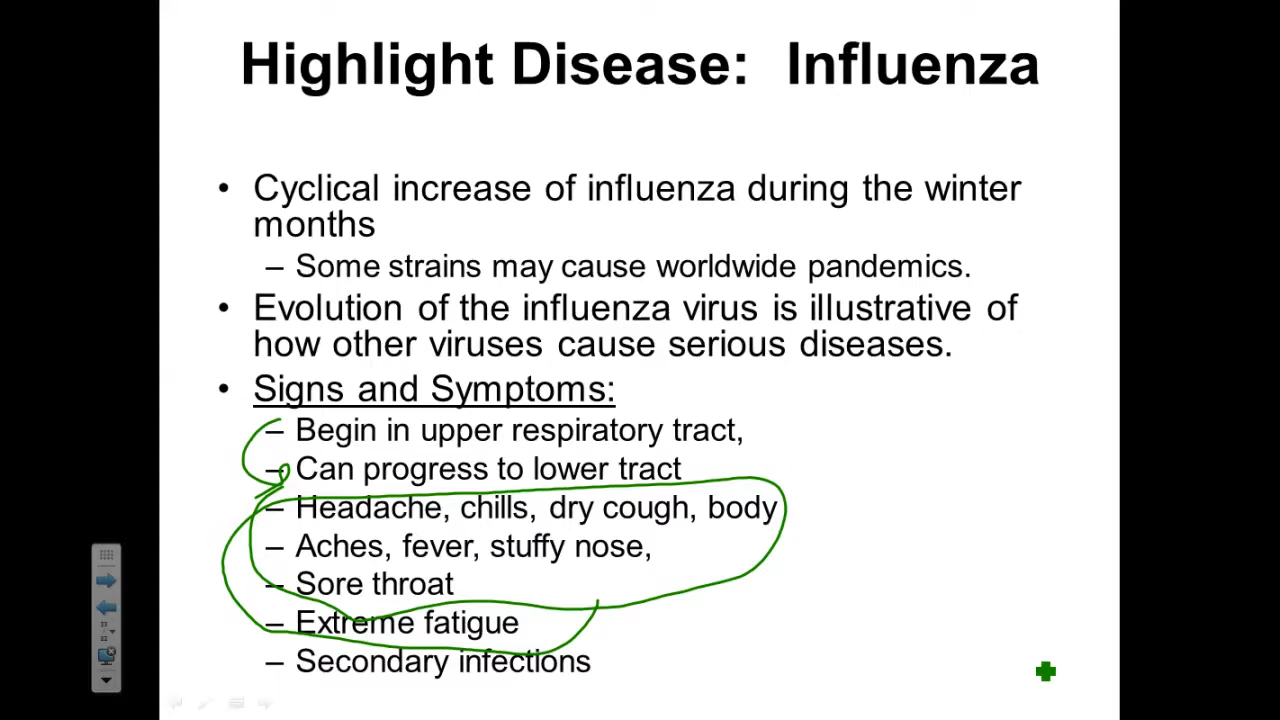 Highlight Disease: Influenza
• Cyclical increase of influenza during the winter
months
– Some strains may cause worldwide pandemics.
• Evolution of the influenza virus is illustrative of
how other viruses cause serious diseases.
• Signs and Symptoms:
– Begin in upper respiratory tract,
– Can progress to lower tract
– Headache, chills, dry cough, body
– Aches, fever, stuffy nose,
– Sore throat
– Extreme fatigue
– Secondary infections